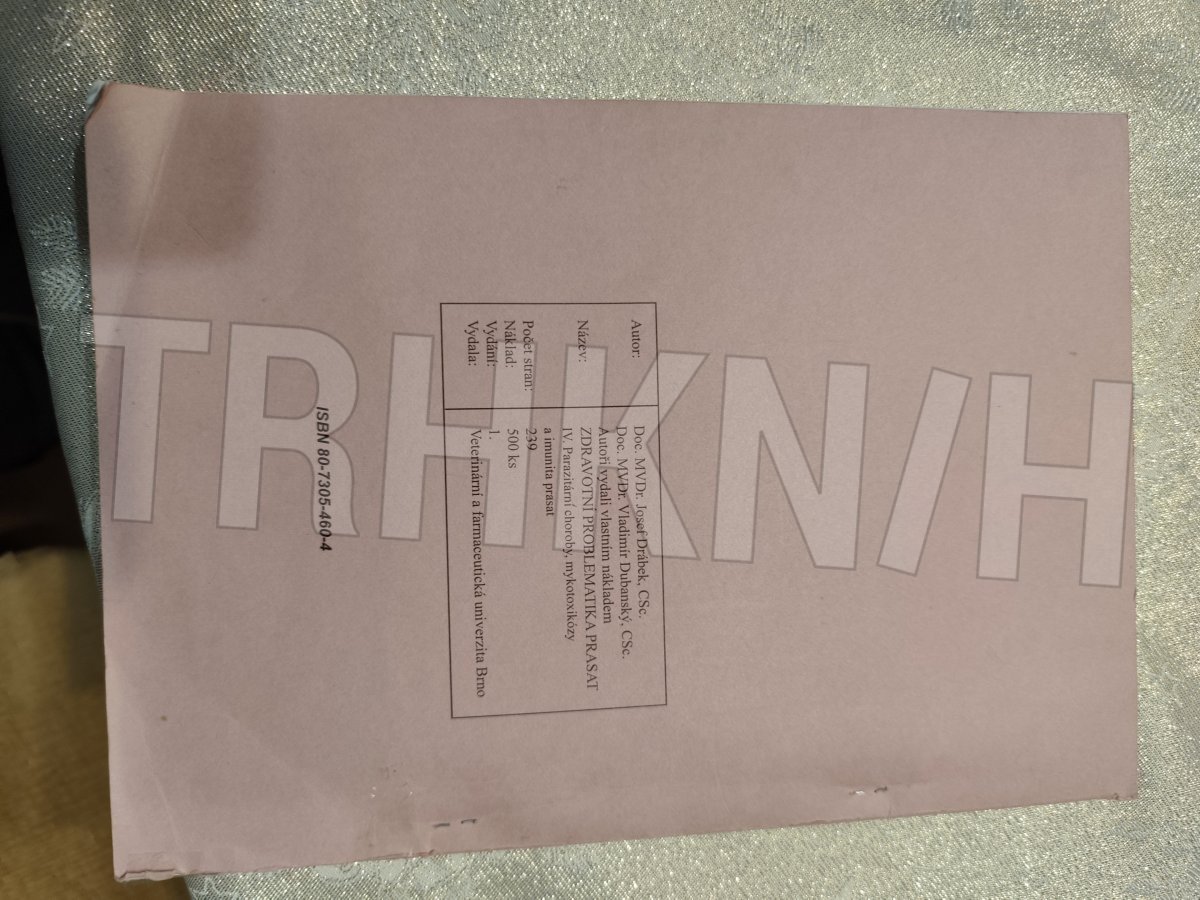 Autor: Doc. MVDr. Josef Drábek, CSc.
Doc. MVDr. Vladimír Dubanský, CSc.
Autoři vydali vlastním nákladem
Název: ZDRAVOTNÍ PROBLEMATIKA PRASAT
IV. Parazitární choroby, mykotoxikózy
a imunita prasat
Počet stran: 239
Náklad: 500 ks
Vydání: 1.
Vydala: Veterinární a farmaceutická univerzita Brno
ISBN 80-7305-460-4
TRHKN/H